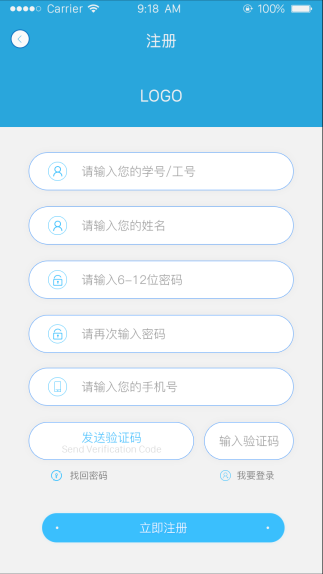 Carrier 9:18 AM 100%
注册
LOGO
请输入您的学号/工号
请输入您的姓名
请输入6-12位密码
请再次输入密码
请输入您的手机号
发送验证码
Send Verification Code
输入验证码
找回密码
我要登录
立即注册